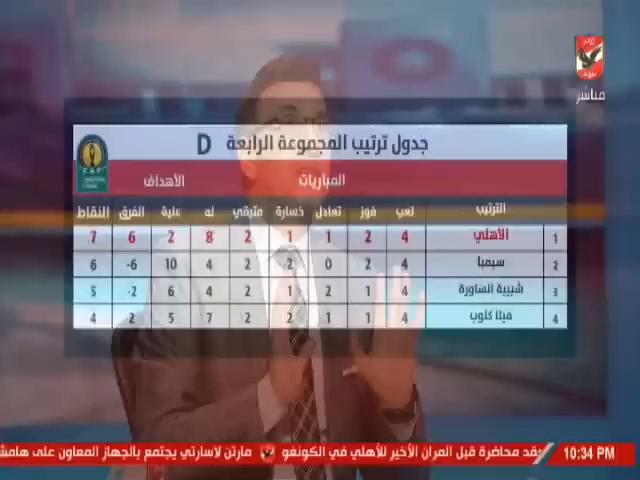 مباشر
جدول ترتيب المجموعة الرابعة D
المباريات الأهداف
الترتيب لعب فوز تعادل خسارة متبقي له علية الفرق النقاط
1 الأهلي 4 2 1 1 2 8 2 6 7
2 سيمبا 4 2 0 2 2 4 10 -6 6
3 شبيبة الساورة 4 1 2 1 2 4 6 -2 5
4 فيتا كلوب 4 1 1 2 2 7 5 2 4
10:34 PM يعقد محاضرة قبل المران الأخير للأهلي في الكونغو مارتن لاسارتي يجتمع بالجهاز المعاون على هامش